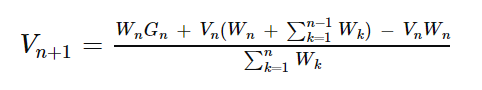 V_{n+1} = \frac{W_n G_n + V_n(W_n + \sum_{k=1}^{n-1} W_k) - V_n W_n}{\sum_{k=1}^{n} W_k}